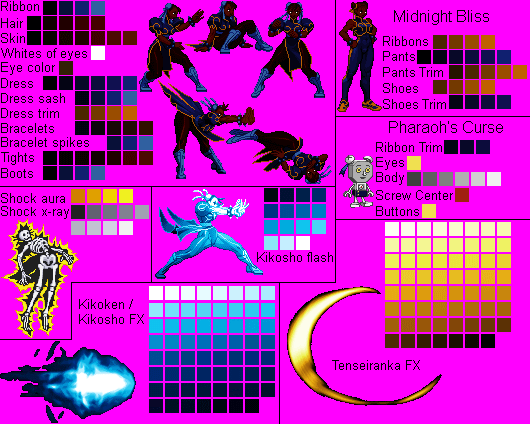 Ribbon
Hair
Skin
Whites of eyes
Eye color
Dress
Dress sash
Dress trim
Bracelets
Bracelet spikes
Tights
Boots
Midnight Bliss
Ribbons
Pants
Pants Trim
Shoes
Shoes Trim
Pharaoh's Curse
Ribbon Trim
Eyes
Body
Screw Center
Buttons
Shock aura
Shock x-ray
Kikosho flash
Kikoken /
Kikosho FX
Tenseiranka FX